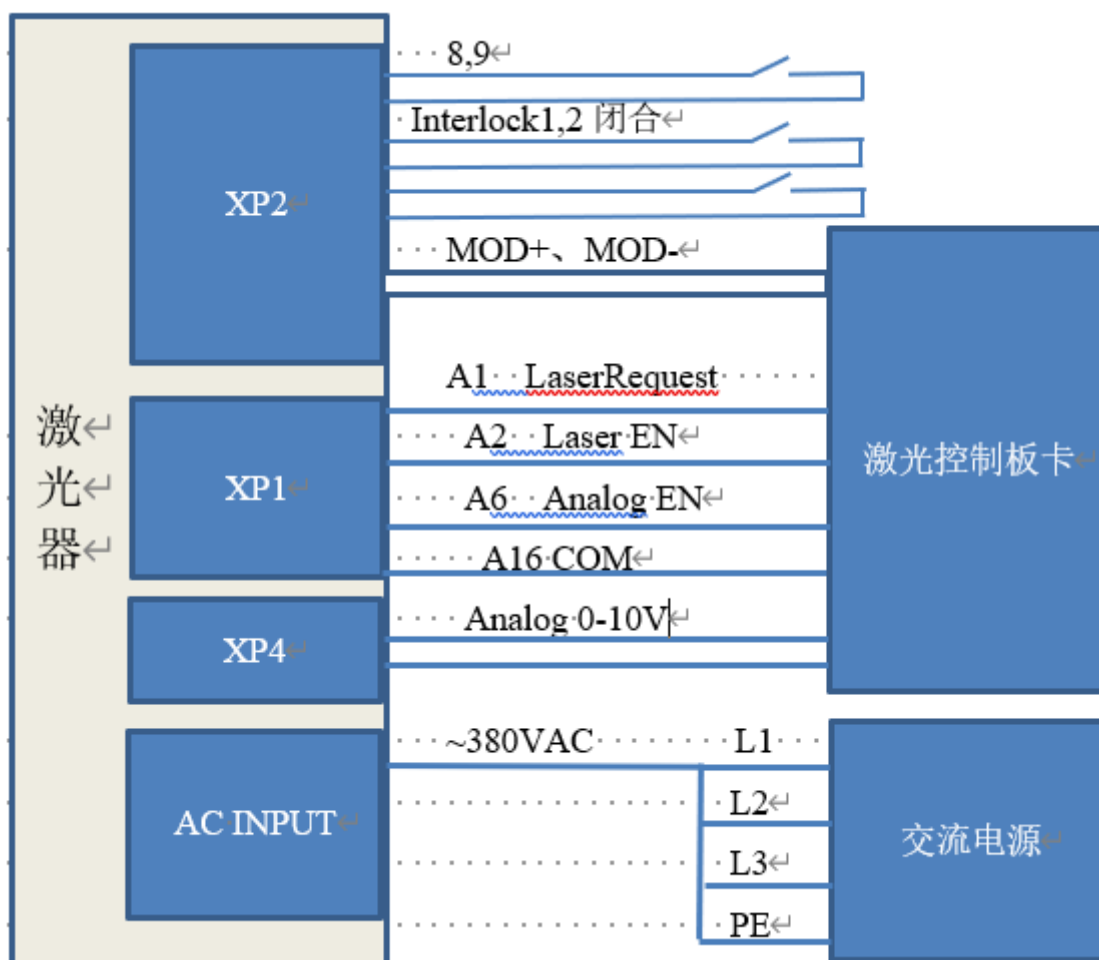 激
光
器
XP2
8,9
Interlock1,2 闭合
MOD+、MOD-
XP1
A1 LaserRequest
A2 Laser EN
A6 Analog EN
A16 COM
激光控制板卡
XP4
Analog 0-10V
AC INPUT
~380VAC L1
L2
L3
PE
交流电源